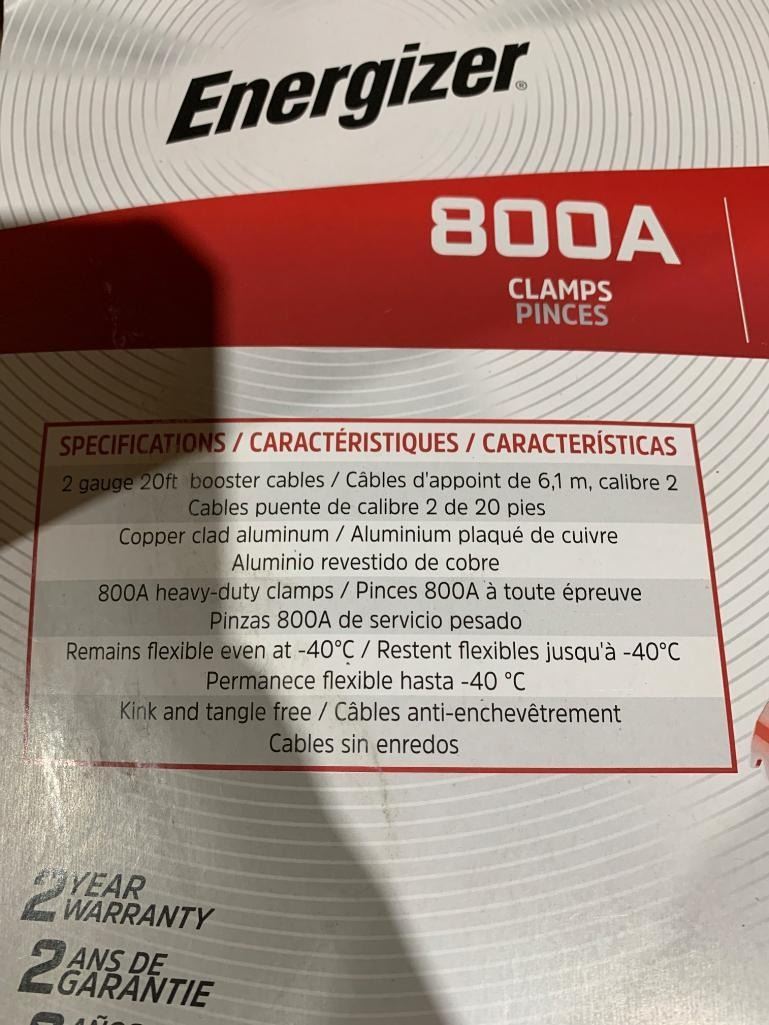 Energizer®
800A
CLAMPS
PINCES
SPECIFICATIONS / CARACTÉRISTIQUES / CARACTERÍSTICAS
2 gauge 20ft booster cables / Câbles d'appoint de 6,1 m, calibre 2
Cables puente de calibre 2 de 20 pies
Copper clad aluminum / Aluminium plaqué de cuivre
Aluminio revestido de cobre
800A heavy-duty clamps / Pinces 800A à toute épreuve
Pinzas 800A de servicio pesado
Remains flexible even at -40°C / Restent flexibles jusqu'à -40°C
Permanece flexible hasta -40 °C
Kink and tangle free / Câbles anti-enchevêtrement
Cables sin enredos
2 YEAR
WARRANTY
2 ANS DE
GARANTIE